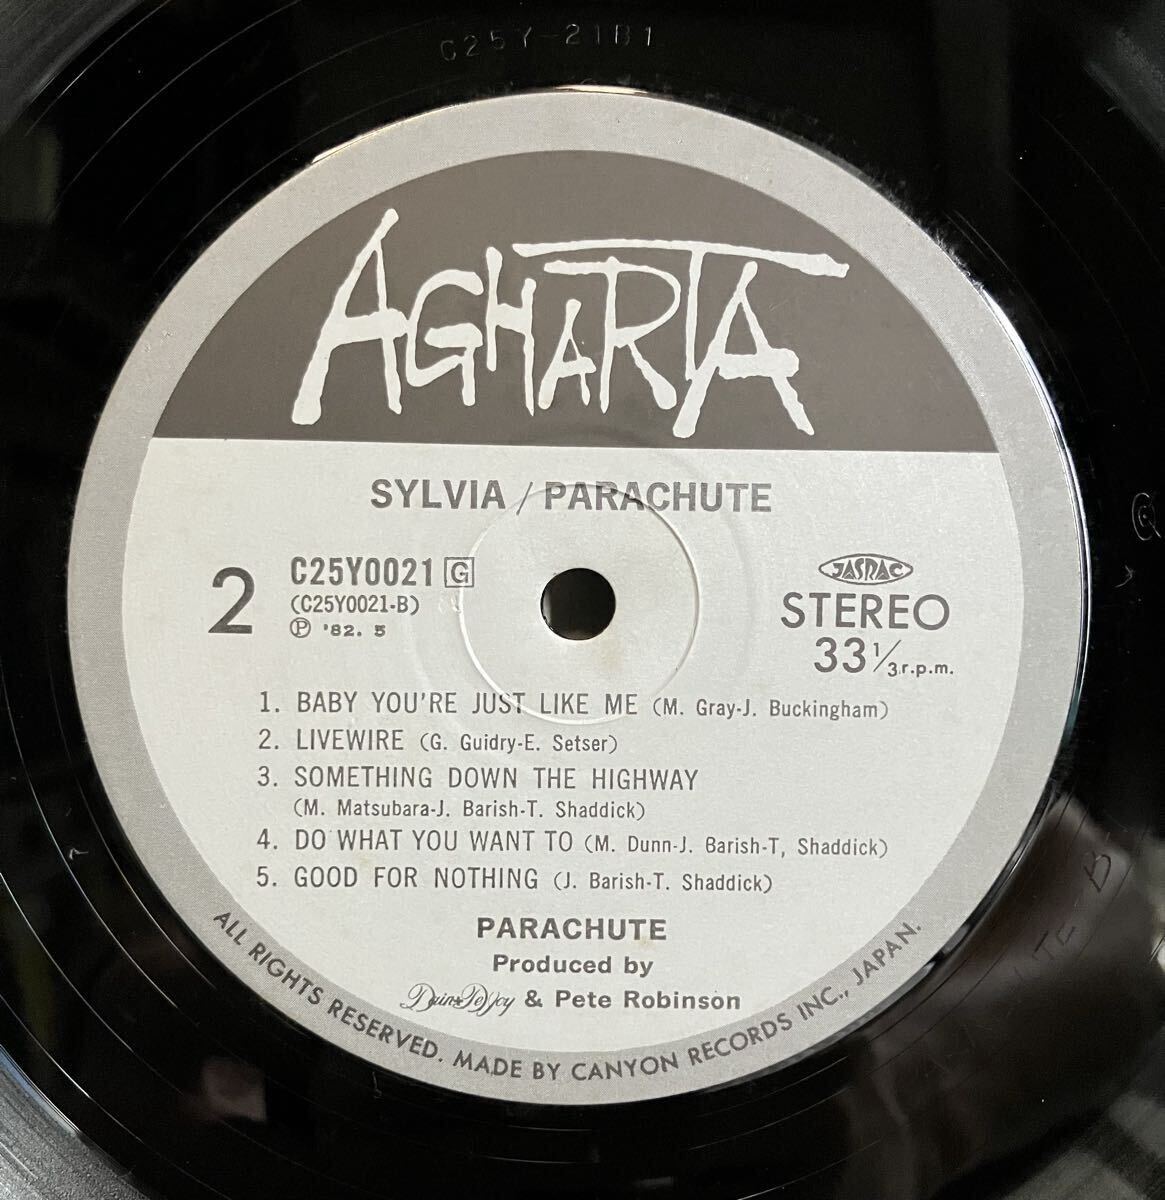 C25Y-21B1
AGHARTA
SYLVIA / PARACHUTE
2
C25Y0021 G
(C25Y0021-B)
Ⓟ '82. 5
JASRAC
STEREO
33 1/3 r.p.m.
1. BABY YOU'RE JUST LIKE ME (M. Gray-J. Buckingham)
2. LIVEWIRE (G. Guidry-E. Setser)
3. SOMETHING DOWN THE HIGHWAY
(M. Matsubara-J. Barish-T. Shaddick)
4. DO WHAT YOU WANT TO (M. Dunn-J. Barish-T, Shaddick)
5. GOOD FOR NOTHING (J. Barish-T. Shaddick)
PARACHUTE
Produced by
& Pete Robinson
ALL RIGHTS RESERVED. MADE BY CANYON RECORDS INC., JAPAN.